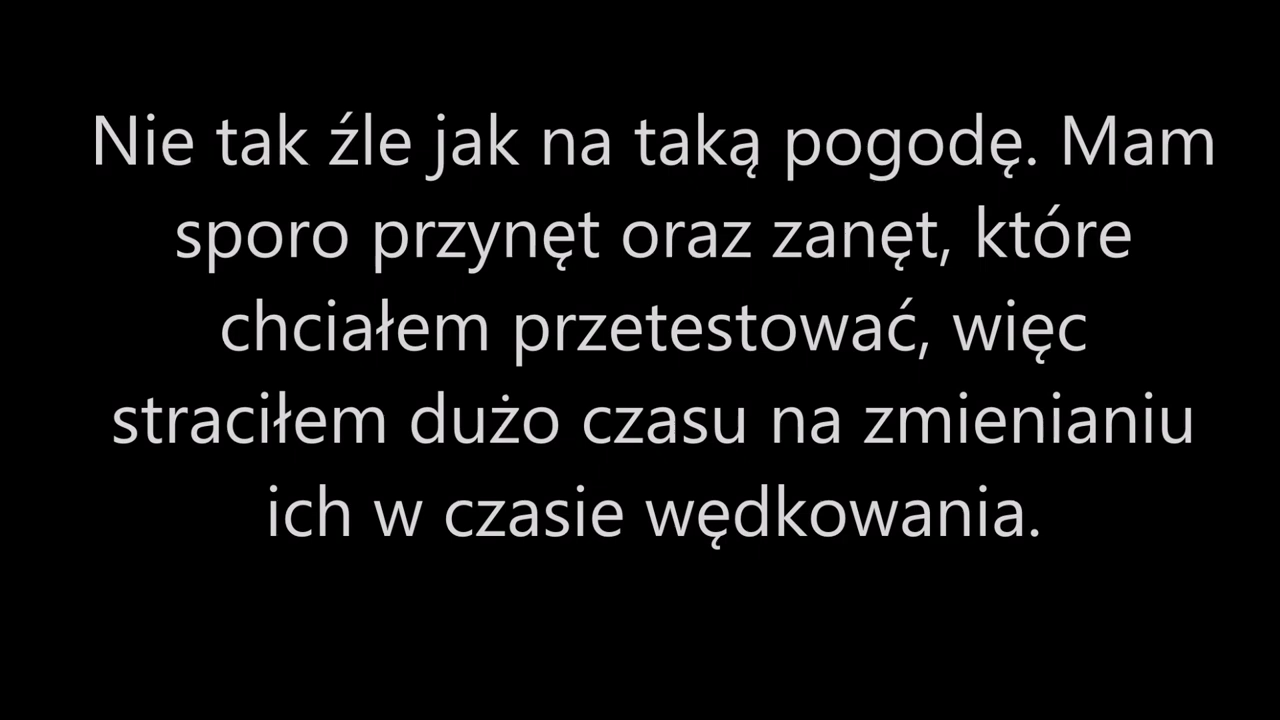 Nie tak źle jak na taką pogodę. Mam
sporo przynęt oraz zanęt, które
chciałem przetestować, więc
straciłem dużo czasu na zmienianiu
ich w czasie wędkowania.